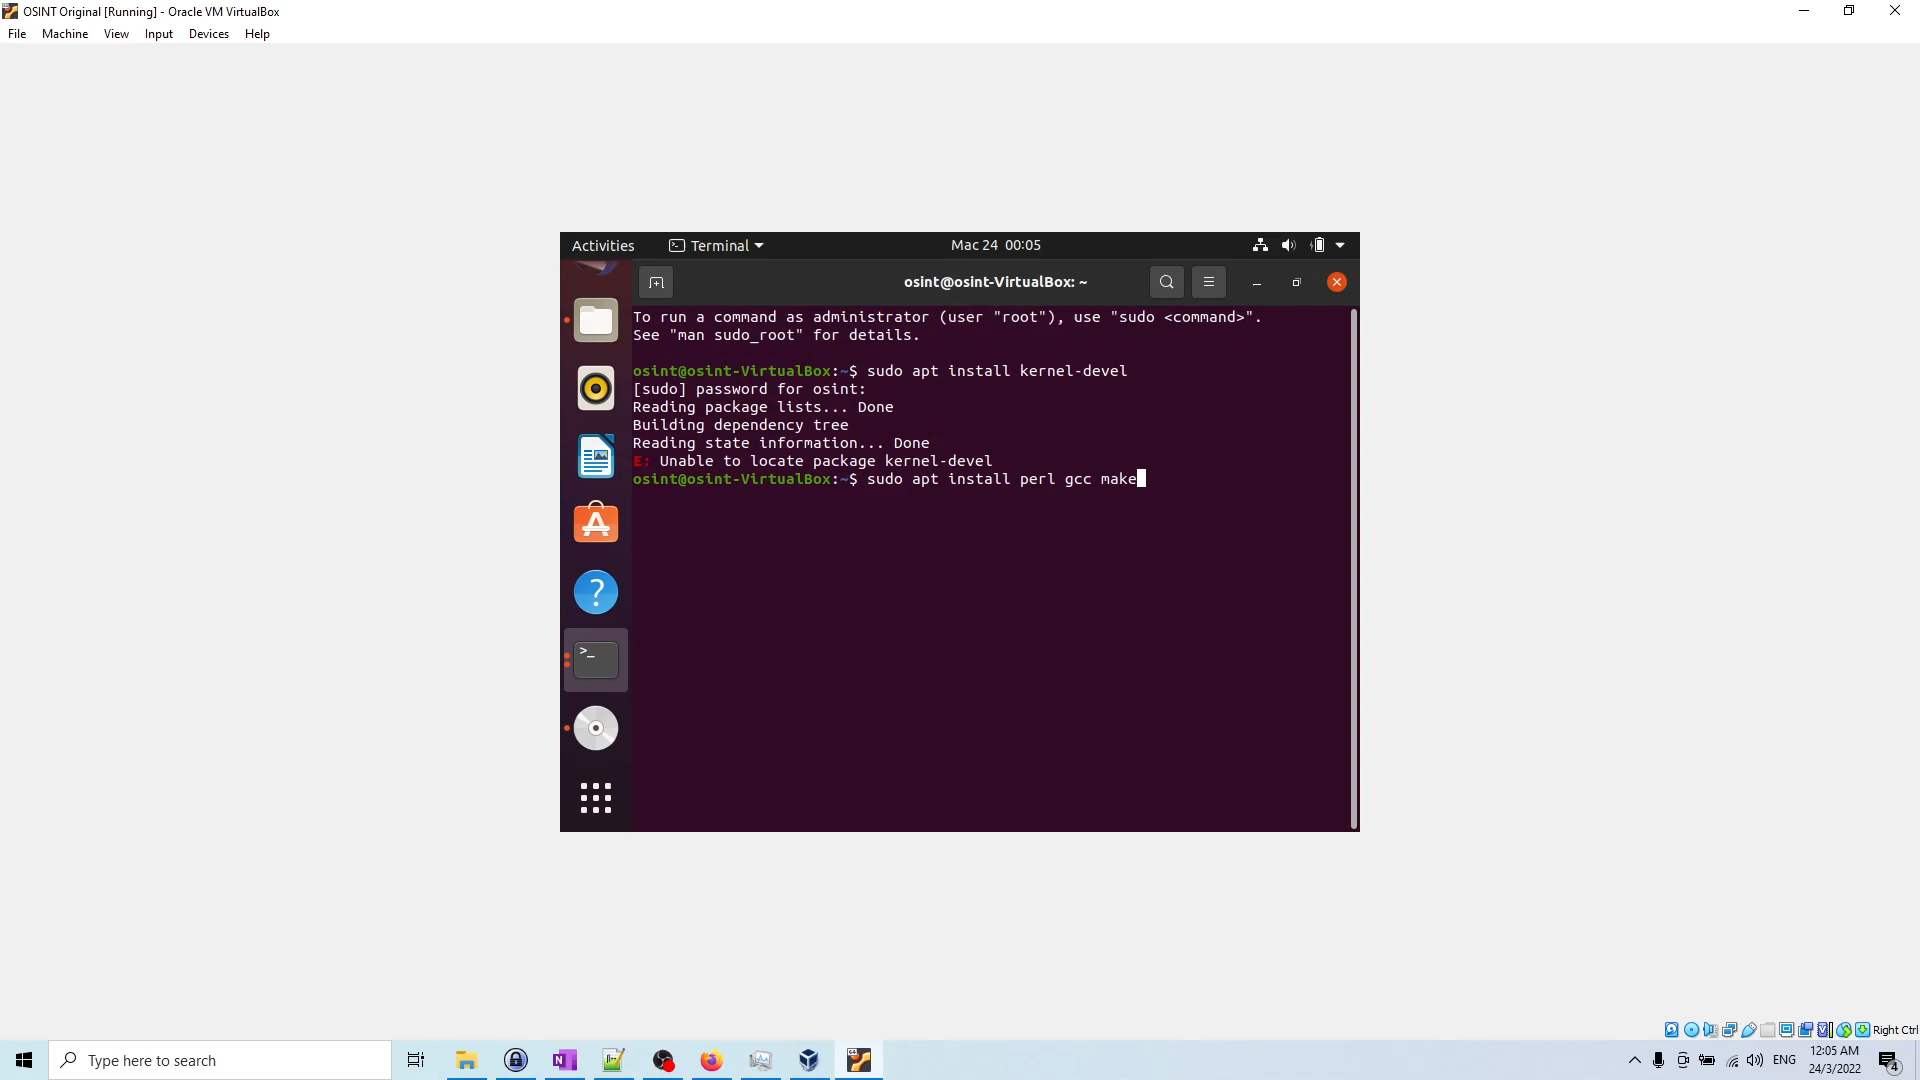 OSINT Original [Running] - Oracle VM VirtualBox
File Machine View Input Devices Help
Activities Terminal Mac 24 00:05
osint@osint-VirtualBox: ~
To run a command as administrator (user "root"), use "sudo <command>".
See "man sudo_root" for details.
osint@osint-VirtualBox:~$ sudo apt install kernel-devel
[sudo] password for osint:
Reading package lists... Done
Building dependency tree
Reading state information... Done
E: Unable to locate package kernel-devel
osint@osint-VirtualBox:~$ sudo apt install perl gcc make
Right Ctrl
Type here to search
ENG
12:05 AM
24/3/2022
4